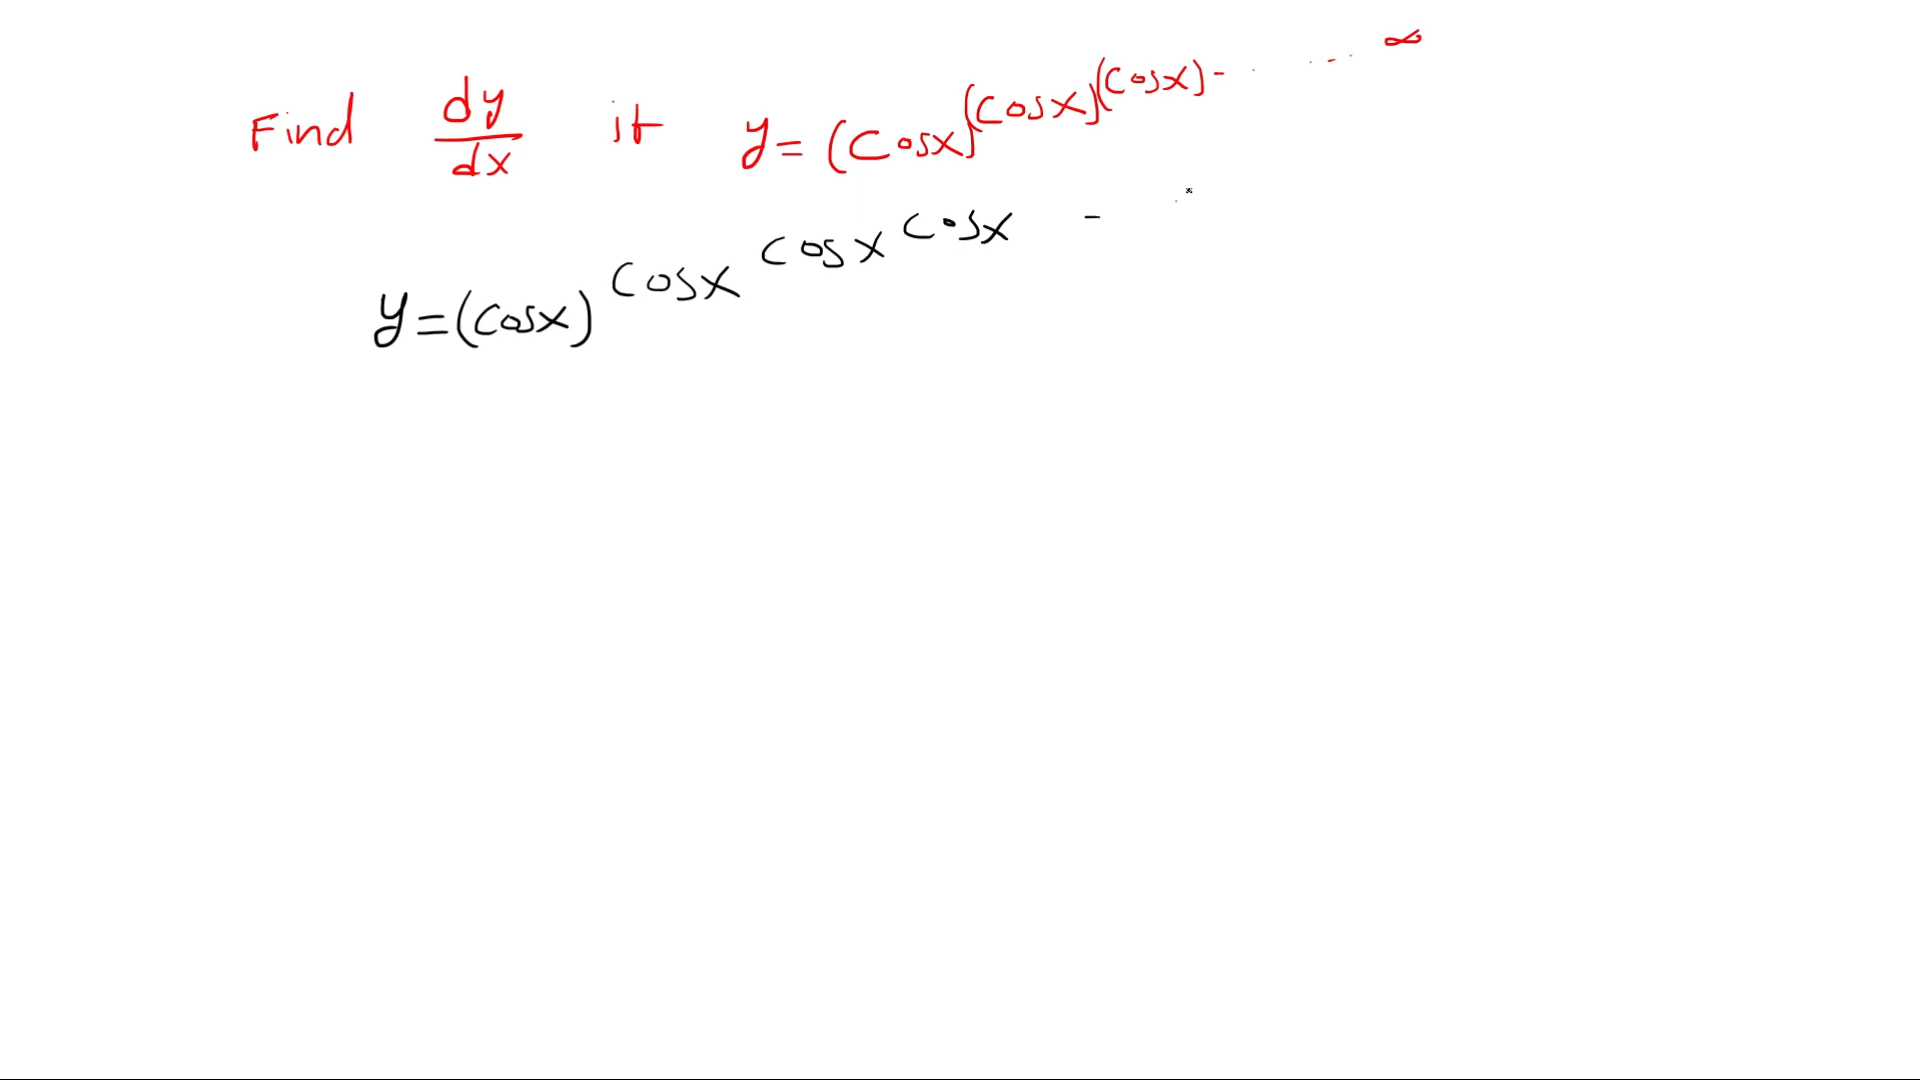 Find dy/dx if y = (Cosx)^(Cosx)^(Cosx)- . . - . ∞
y = (Cosx)^Cosx^Cosx^Cosx - .